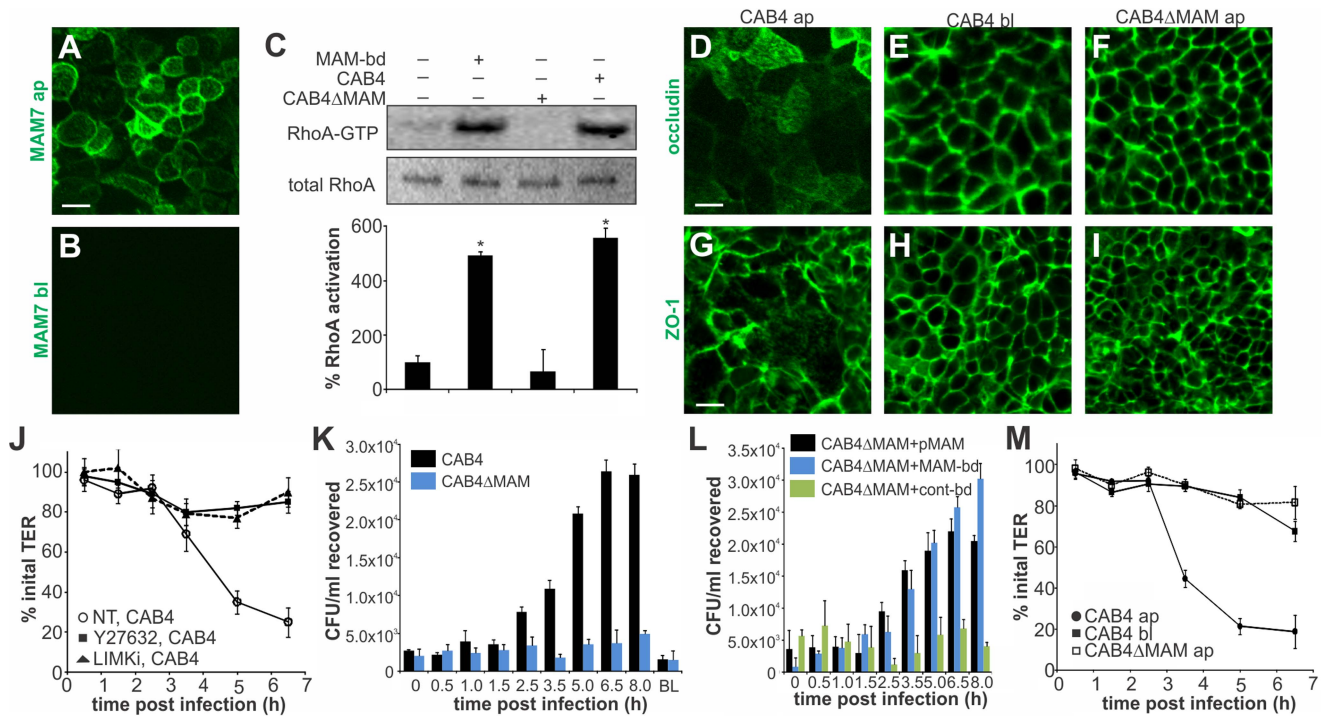 A
MAM7 ap
B
MAM7 bl
C
MAM-bd – + – –
CAB4 – – – +
CAB4ΔMAM – – + –
RhoA-GTP
total RhoA
% RhoA activation
600
400
200
0
*
*
CAB4 ap
CAB4 bl
CAB4ΔMAM ap
D
E
F
occludin
G
H
I
ZO-1
J
% inital TER
100
80
60
40
20
0
NT, CAB4
Y27632, CAB4
LIMKi, CAB4
0 1 2 3 4 5 6 7
time post infection (h)
K
CFU/ml recovered
3.0x10⁴
2.5x10⁴
2.0x10⁴
1.5x10⁴
1.0x10⁴
5.0x10³
0
CAB4
CAB4ΔMAM
0 0.5 1.0 1.5 2.5 3.5 5.0 6.5 8.0 BL
time post infection (h)
L
CFU/ml recovered
3.5x10⁴
3.0x10⁴
2.5x10⁴
2.0x10⁴
1.5x10⁴
1.0x10⁴
5.0x10³
0
CAB4ΔMAM+pMAM
CAB4ΔMAM+MAM-bd
CAB4ΔMAM+cont-bd
0 0.5 1.0 1.5 2.5 3.5 5.0 6.5 8.0
time post infection (h)
M
% inital TER
100
80
60
40
20
0
CAB4 ap
CAB4 bl
CAB4ΔMAM ap
0 1 2 3 4 5 6 7
time post infection (h)